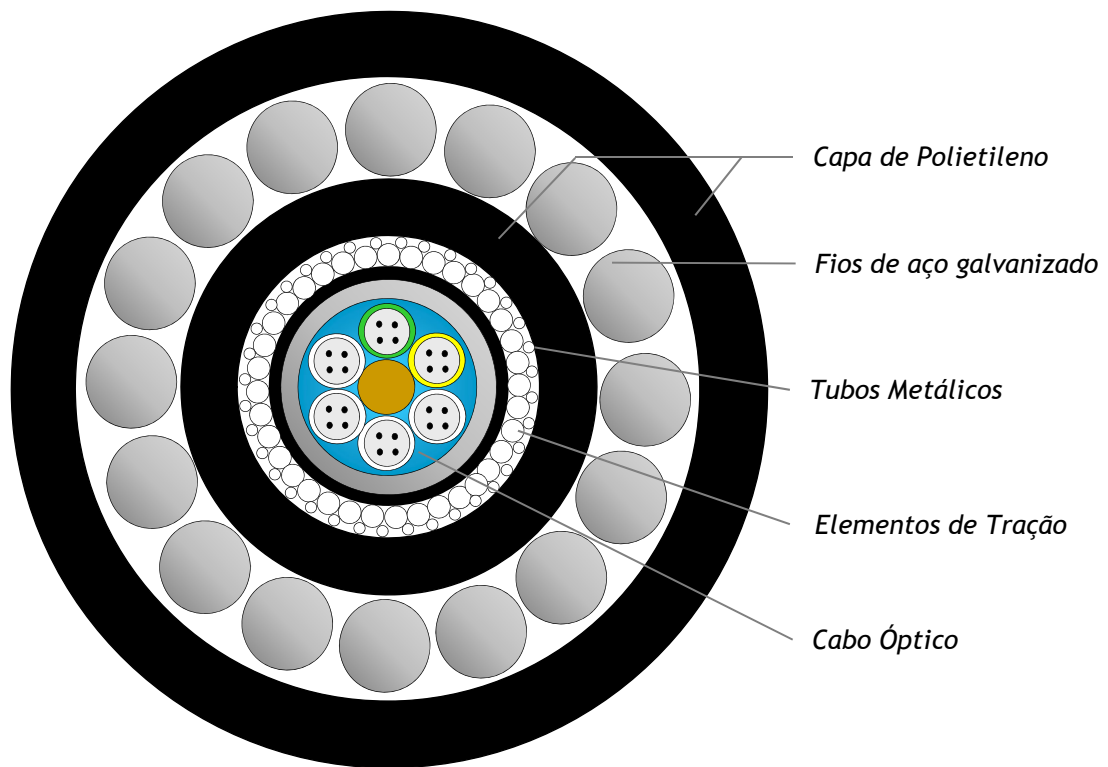 Capa de Polietileno
Fios de aço galvanizado
Tubos Metálicos
Elementos de Tração
Cabo Óptico